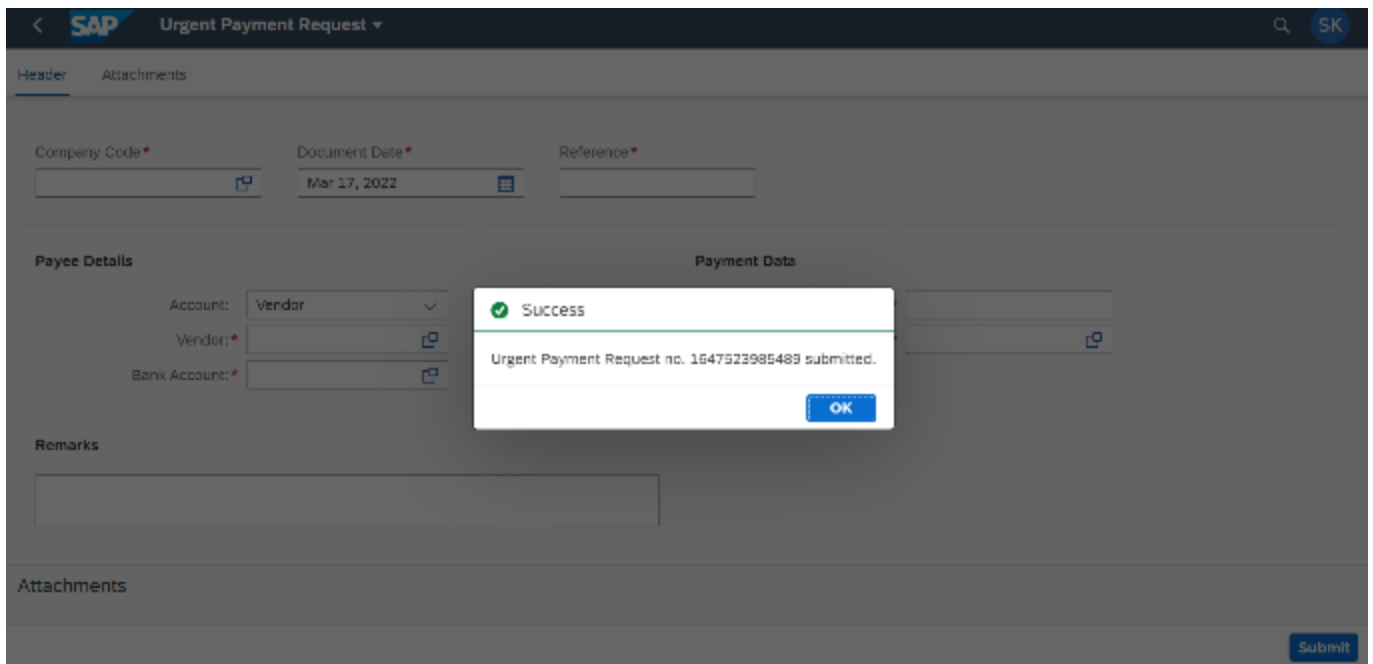 SAP Urgent Payment Request SK
Header Attachments
Company Code* Document Date* Reference*
Mar 17, 2022
Payee Details Payment Data
Account: Vendor
Success
Vendor:*
Urgent Payment Request no. 1647523985489 submitted.
Bank Account:*
OK
Remarks
Attachments
Submit